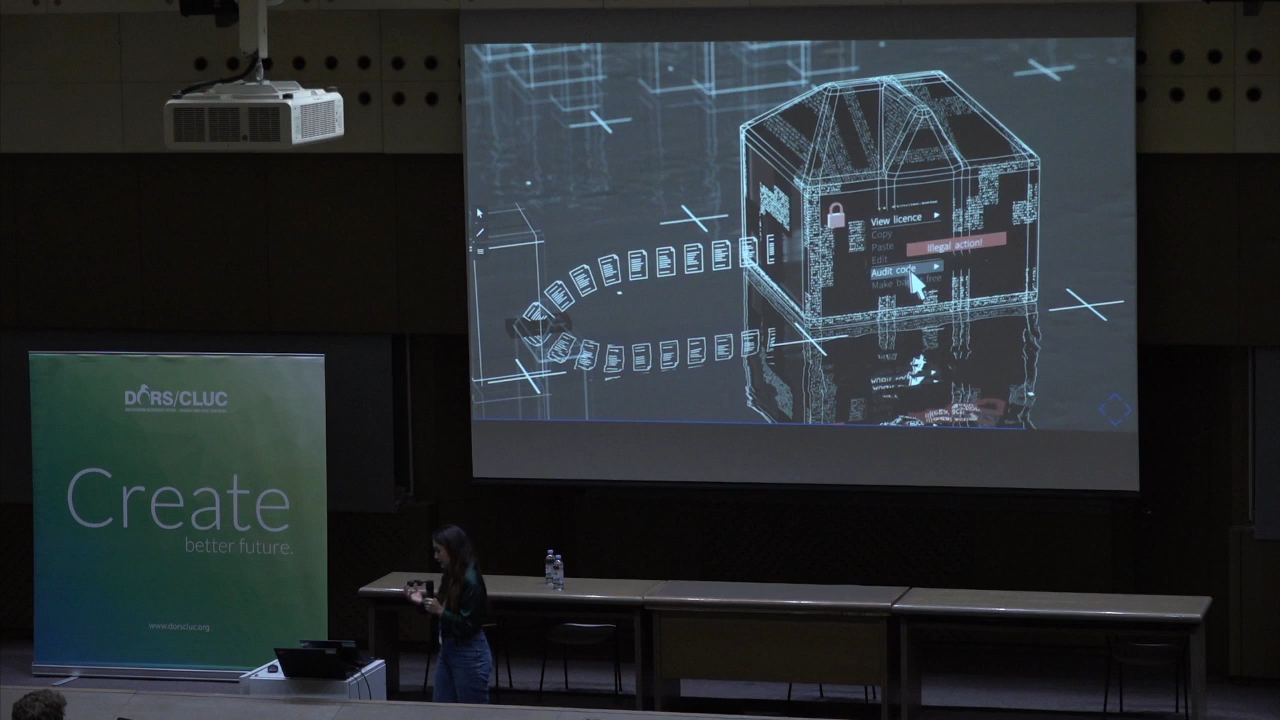 View licence
Copy
Paste
Illegal action!
Edit
Audit code
DORS/CLUC
Create
better future.
www.dorscluc.org